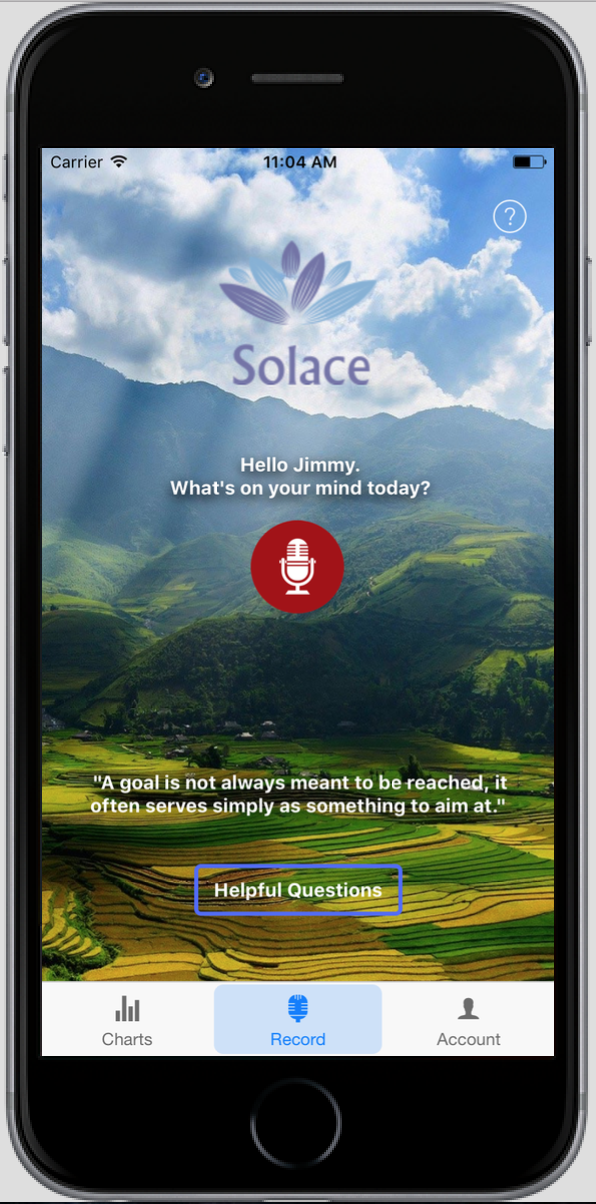 Carrier 11:04 AM
?
Solace
Hello Jimmy.
What's on your mind today?
"A goal is not always meant to be reached, it
often serves simply as something to aim at."
Helpful Questions
Charts Record Account